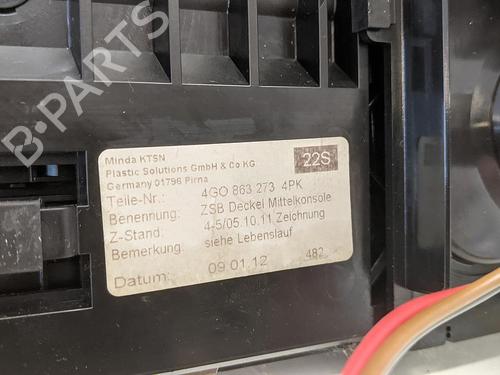 B-PARTS
Minda KTSN
Plastic Solutions GmbH & Co KG
Germany 01796 Pirna
22S
Teile-Nr.: 4GO 863 273 4PK
Benennung: ZSB Deckel Mittelkonsole
Z-Stand: 4-5/05.10.11 Zeichnung
Bemerkung: siehe Lebenslauf
Datum: 09.01.12 482